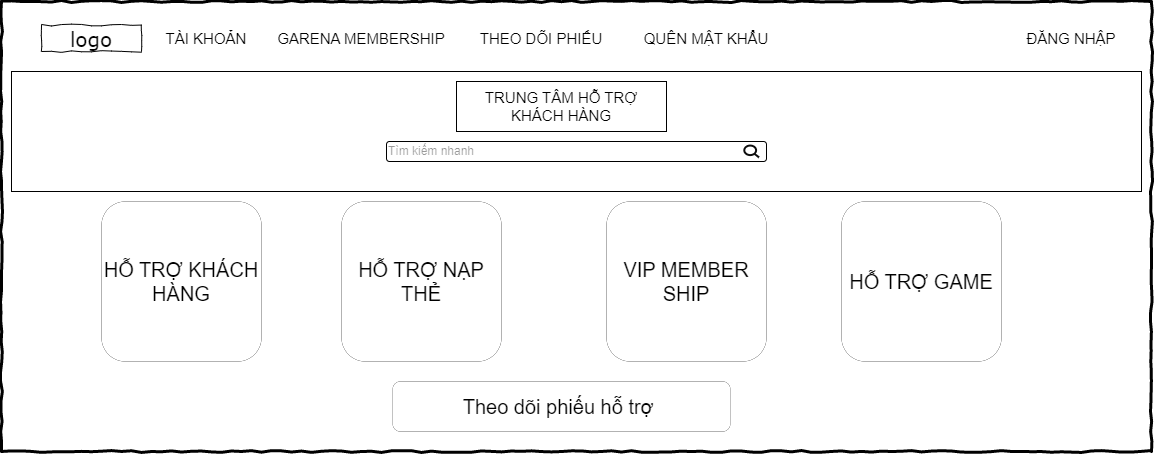 logo TÀI KHOẢN GARENA MEMBERSHIP THEO DÕI PHIẾU QUÊN MẬT KHẨU ĐĂNG NHẬP
TRUNG TÂM HỖ TRỢ
KHÁCH HÀNG
Tìm kiếm nhanh
HỖ TRỢ KHÁCH
HÀNG
HỖ TRỢ NẠP
THẺ
VIP MEMBER
SHIP
HỖ TRỢ GAME
Theo dõi phiếu hỗ trợ